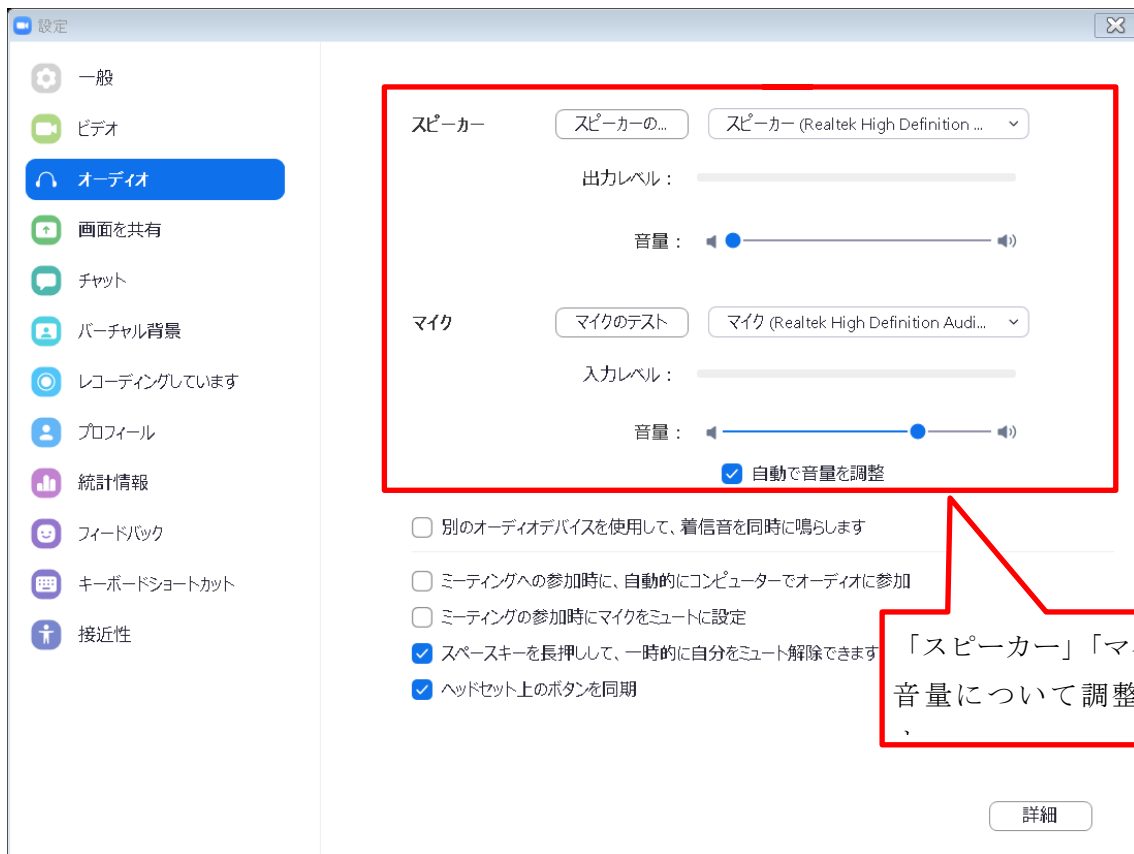 設定
一般
ビデオ
オーディオ
画面を共有
チャット
バーチャル背景
レコーディングしています
プロフィール
統計情報
フィードバック
キーボードショートカット
接近性
スピーカー スピーカーの... スピーカー (Realtek High Definition ...
出力レベル：
音量：
マイク マイクのテスト マイク (Realtek High Definition Audi...
入力レベル：
音量：
自動で音量を調整
別のオーディオデバイスを使用して、着信音を同時に鳴らします
ミーティングへの参加時に、自動的にコンピューターでオーディオに参加
ミーティングの参加時にマイクをミュートに設定
スペースキーを長押しして、一時的に自分をミュート解除できます
ヘッドセット上のボタンを同期
「スピーカー」「マ
音量について調整
詳細